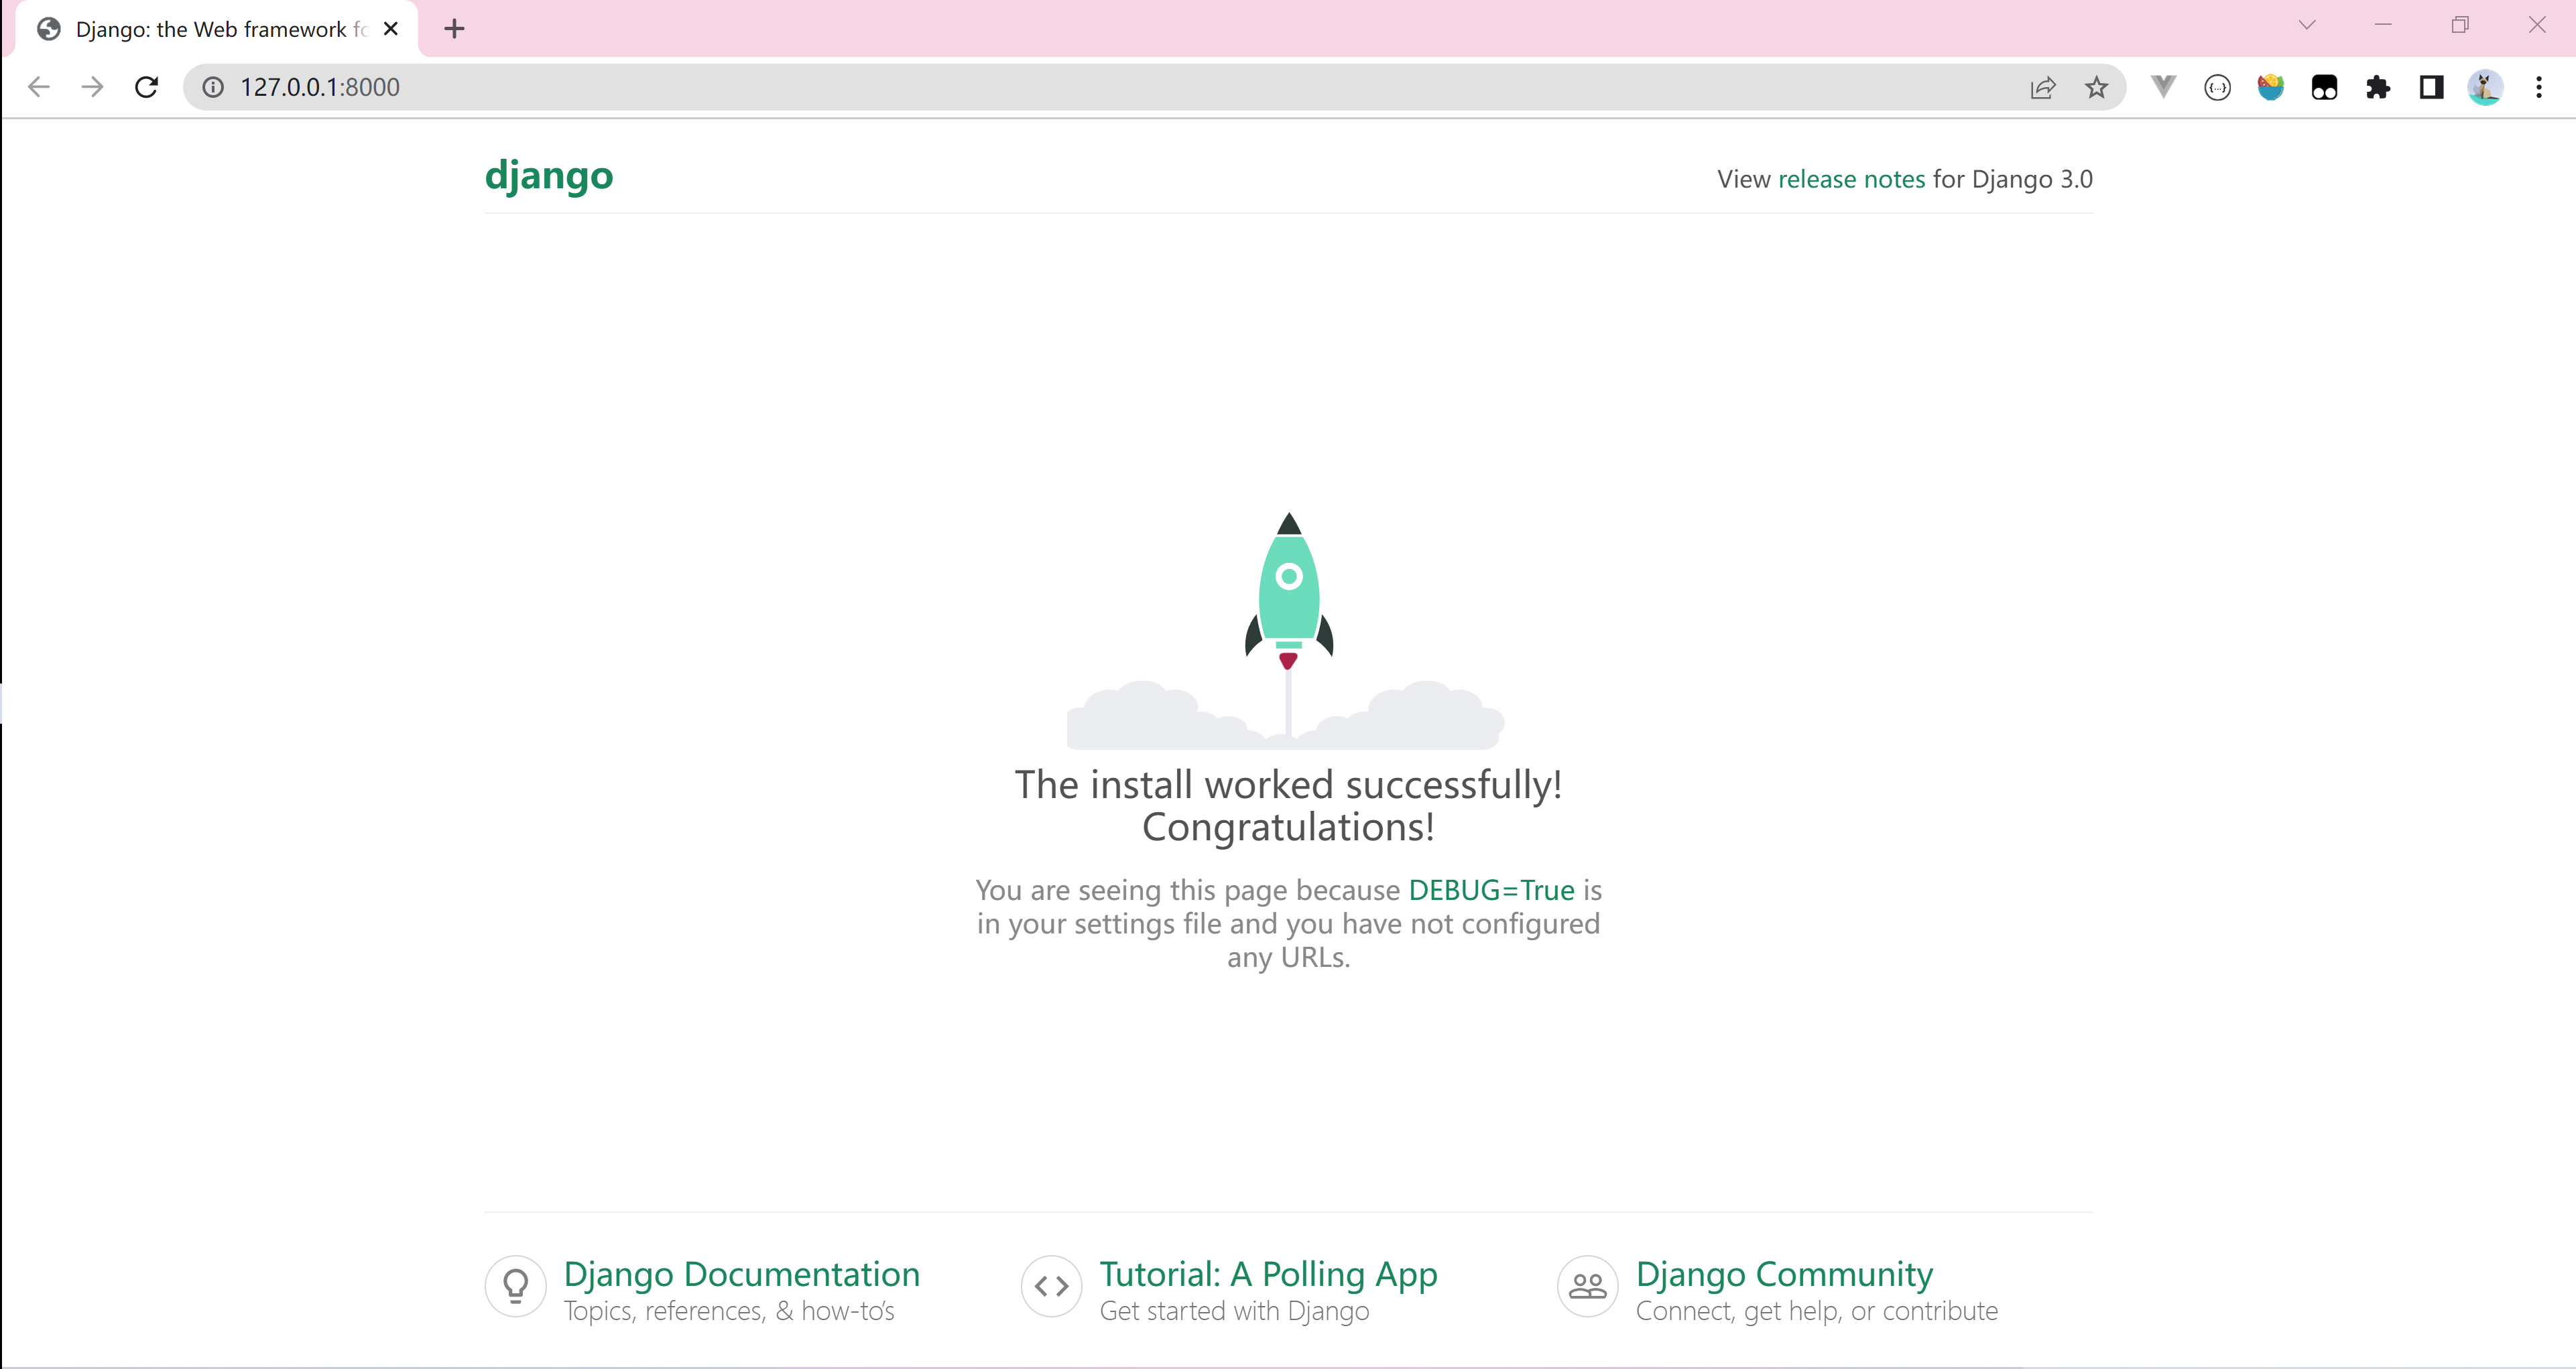 Django: the Web framework fo
127.0.0.1:8000
django
View release notes for Django 3.0
The install worked successfully!
Congratulations!
You are seeing this page because DEBUG=True is
in your settings file and you have not configured
any URLs.
Django Documentation
Topics, references, & how-to's
Tutorial: A Polling App
Get started with Django
Django Community
Connect, get help, or contribute